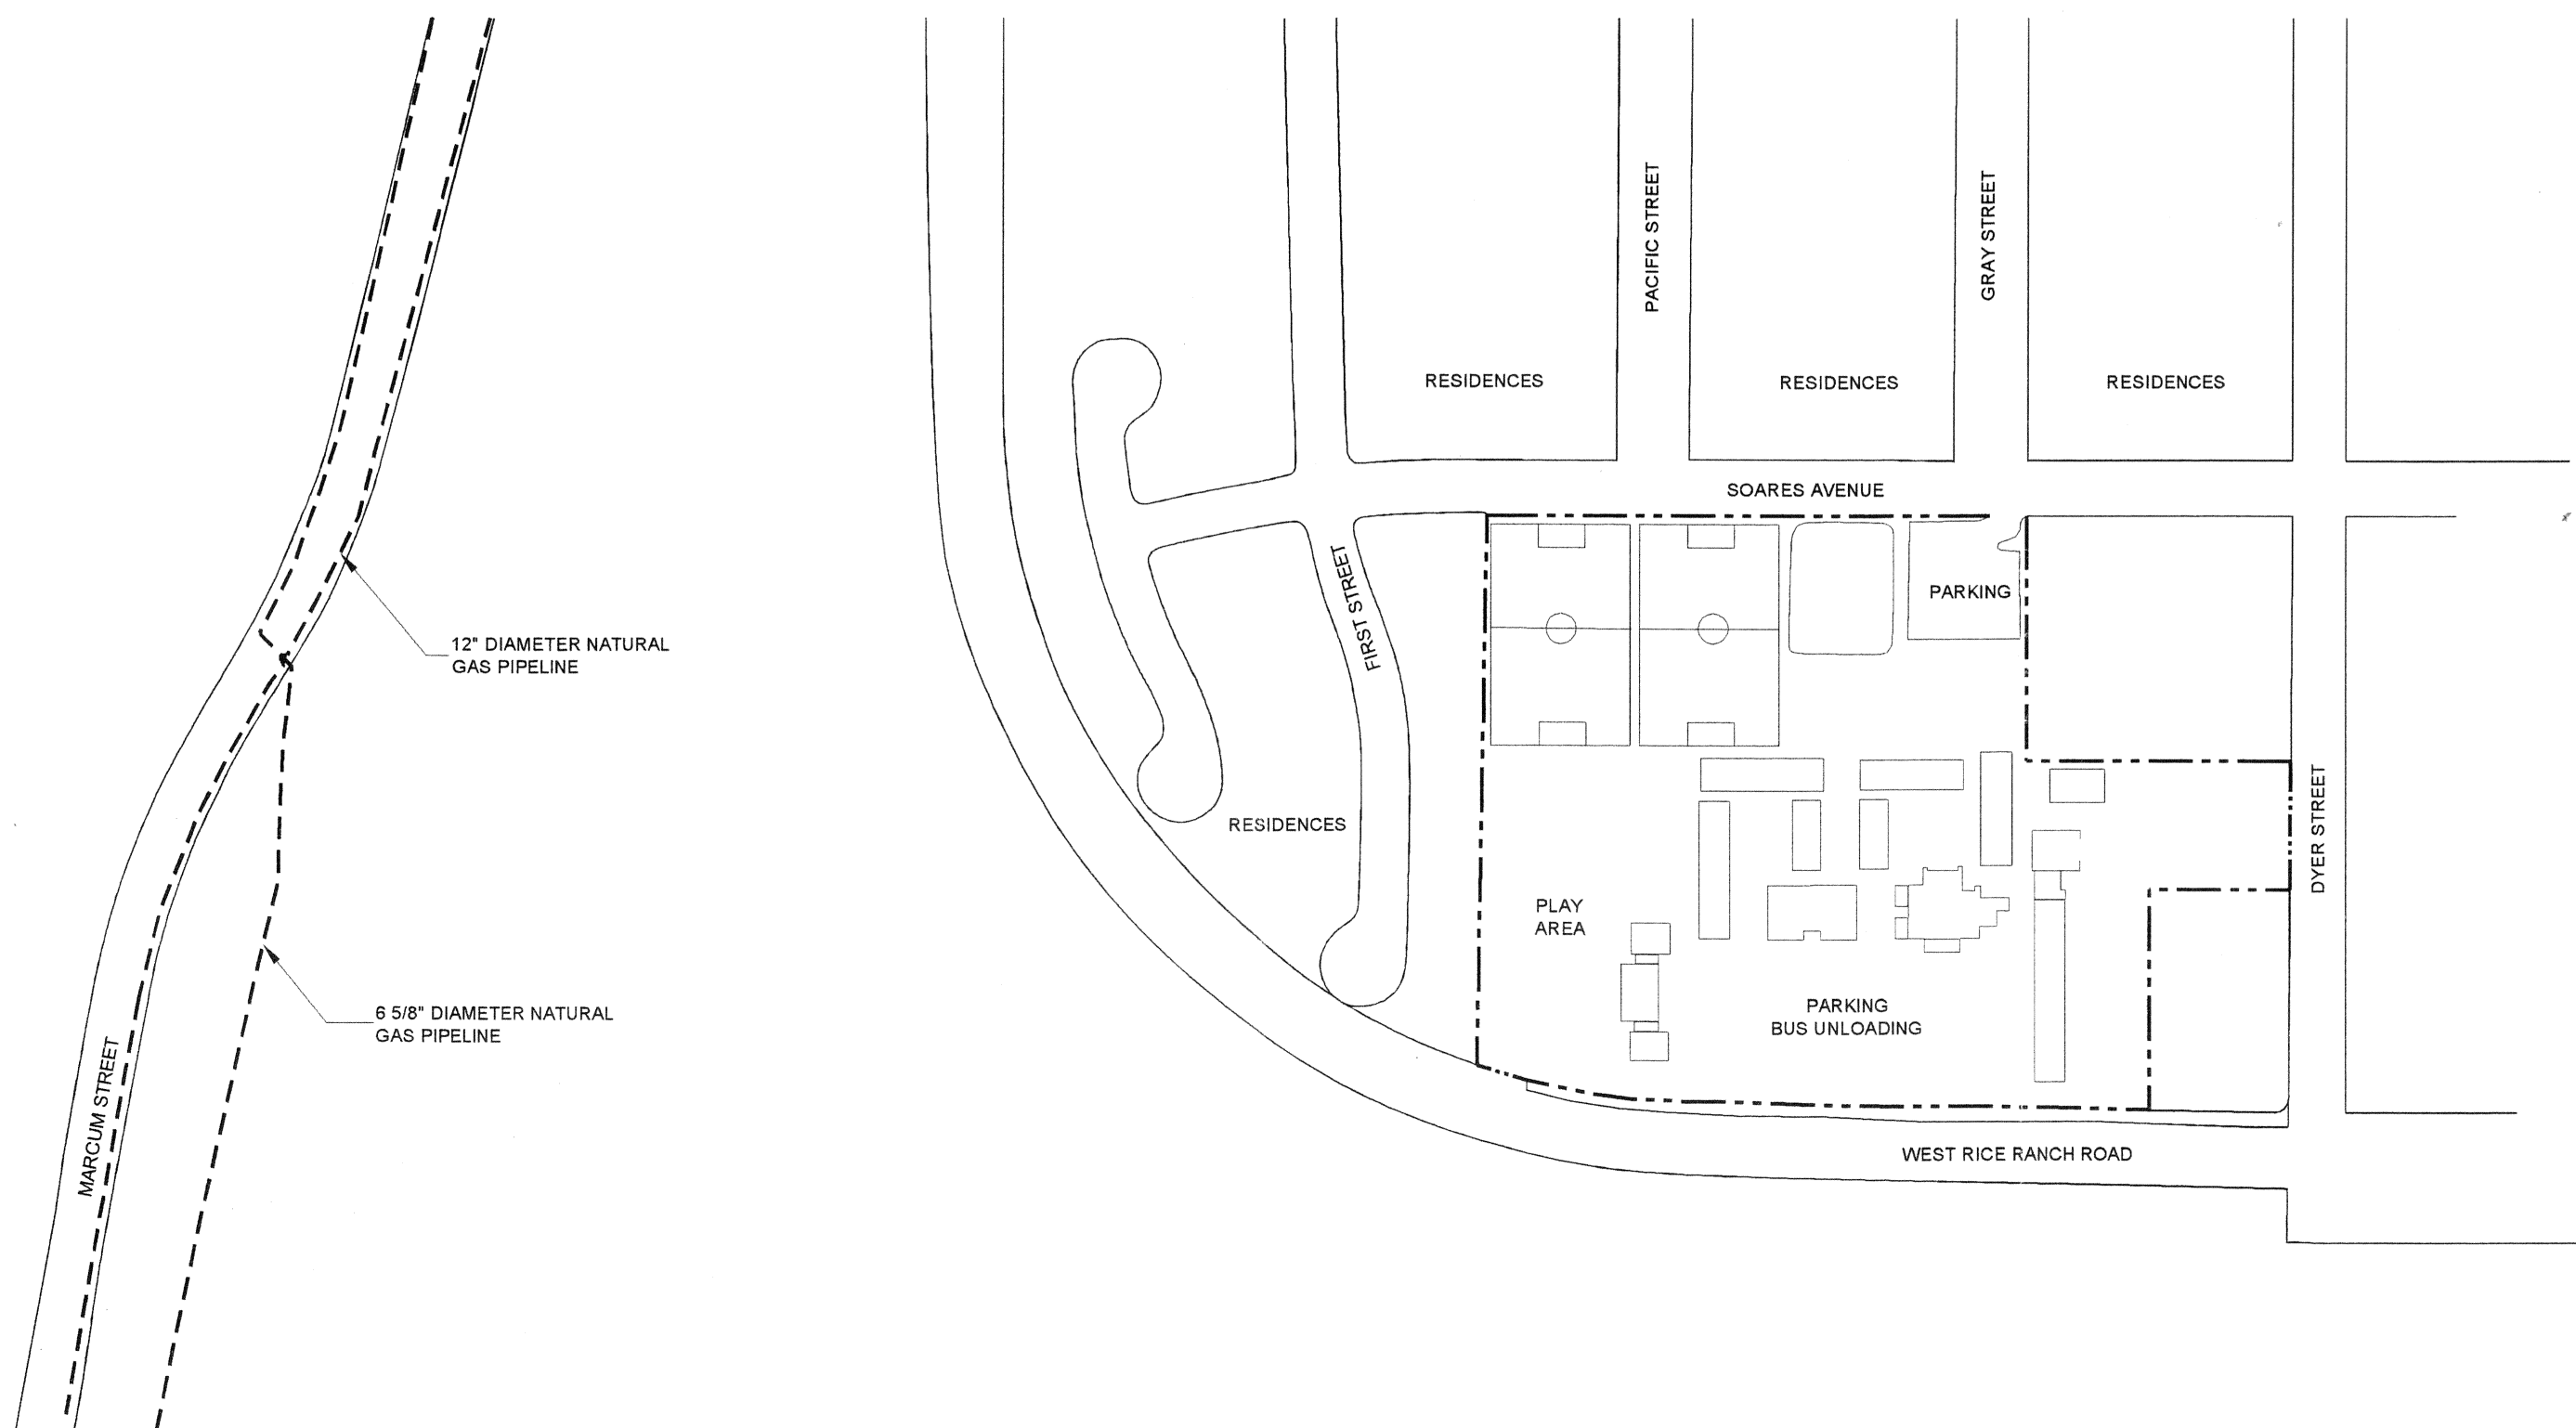 PACIFIC STREET
GRAY STREET
RESIDENCES
RESIDENCES
RESIDENCES
SOARES AVENUE
FIRST STREET
PARKING
12" DIAMETER NATURAL
GAS PIPELINE
RESIDENCES
DYER STREET
PLAY
AREA
6 5/8" DIAMETER NATURAL
GAS PIPELINE
PARKING
BUS UNLOADING
MARCUM STREET
WEST RICE RANCH ROAD